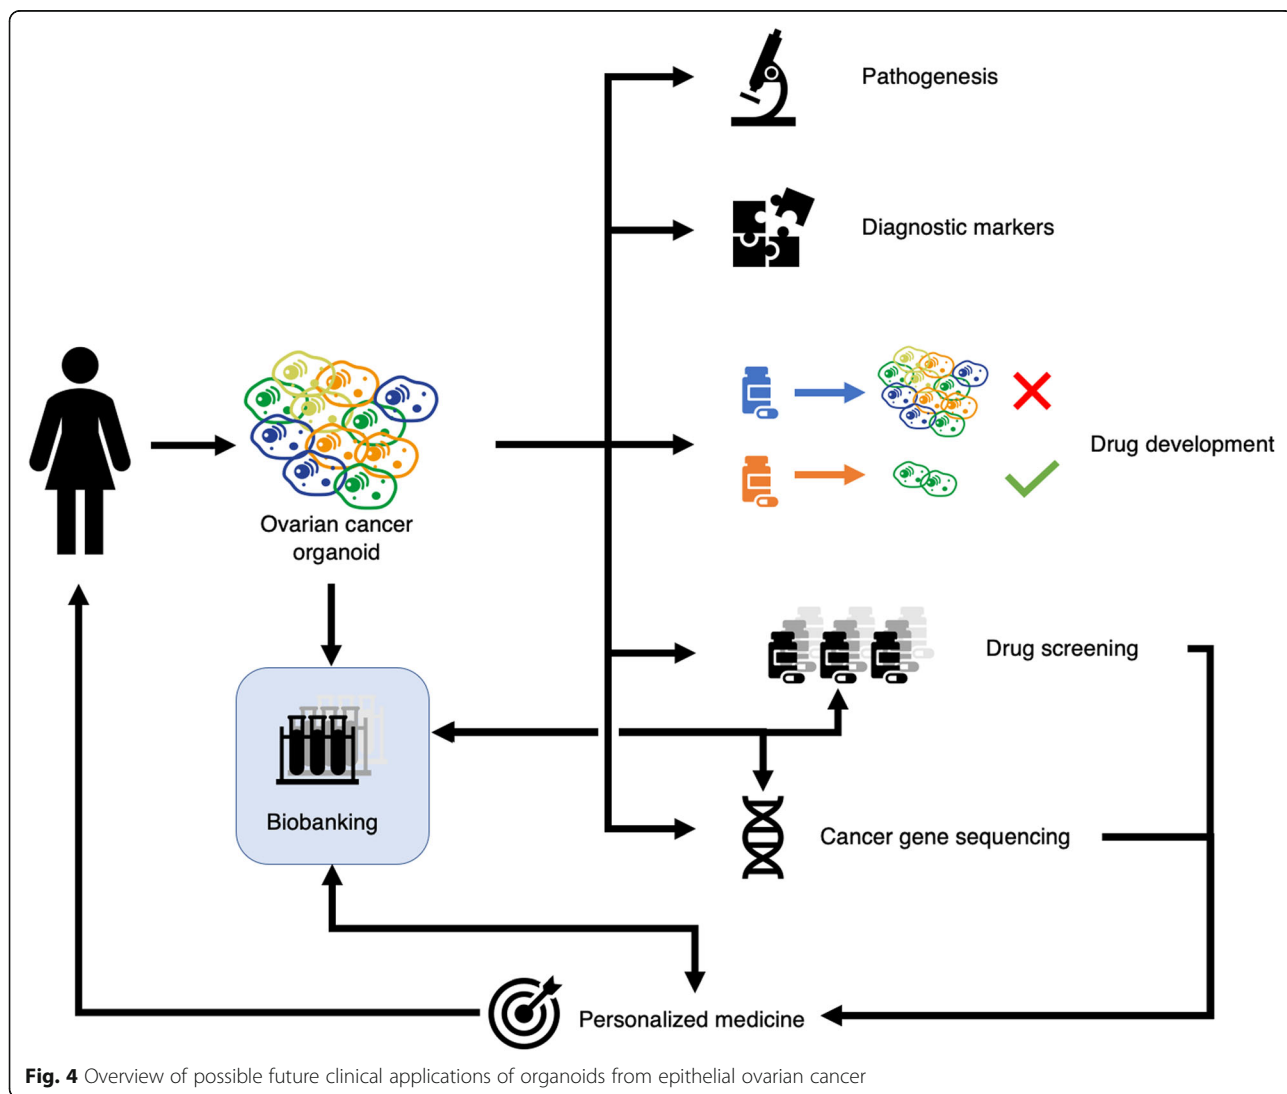 Pathogenesis
Diagnostic markers
Drug development
Ovarian cancer
organoid
Drug screening
Biobanking
Cancer gene sequencing
Personalized medicine
Fig. 4 Overview of possible future clinical applications of organoids from epithelial ovarian cancer